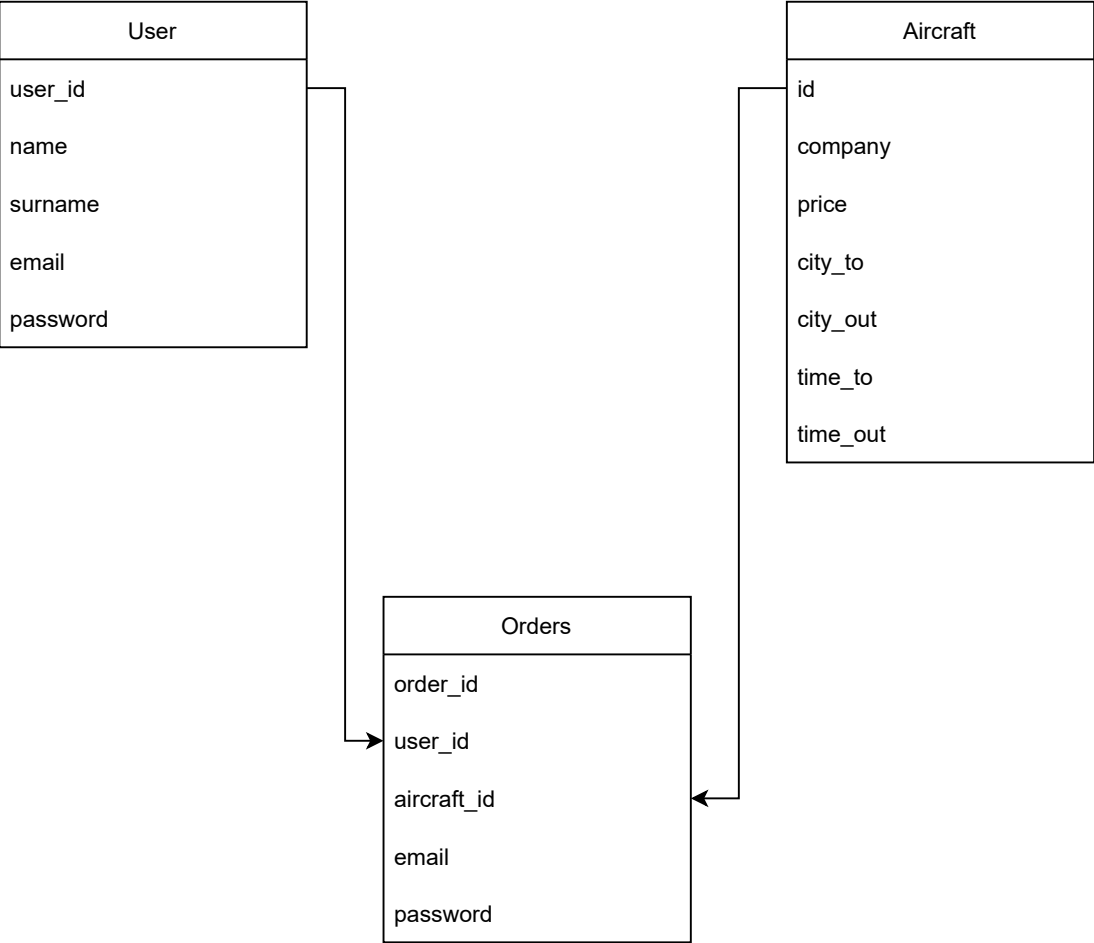 User
user_id
name
surname
email
password
Aircraft
id
company
price
city_to
city_out
time_to
time_out
Orders
order_id
user_id
aircraft_id
email
password